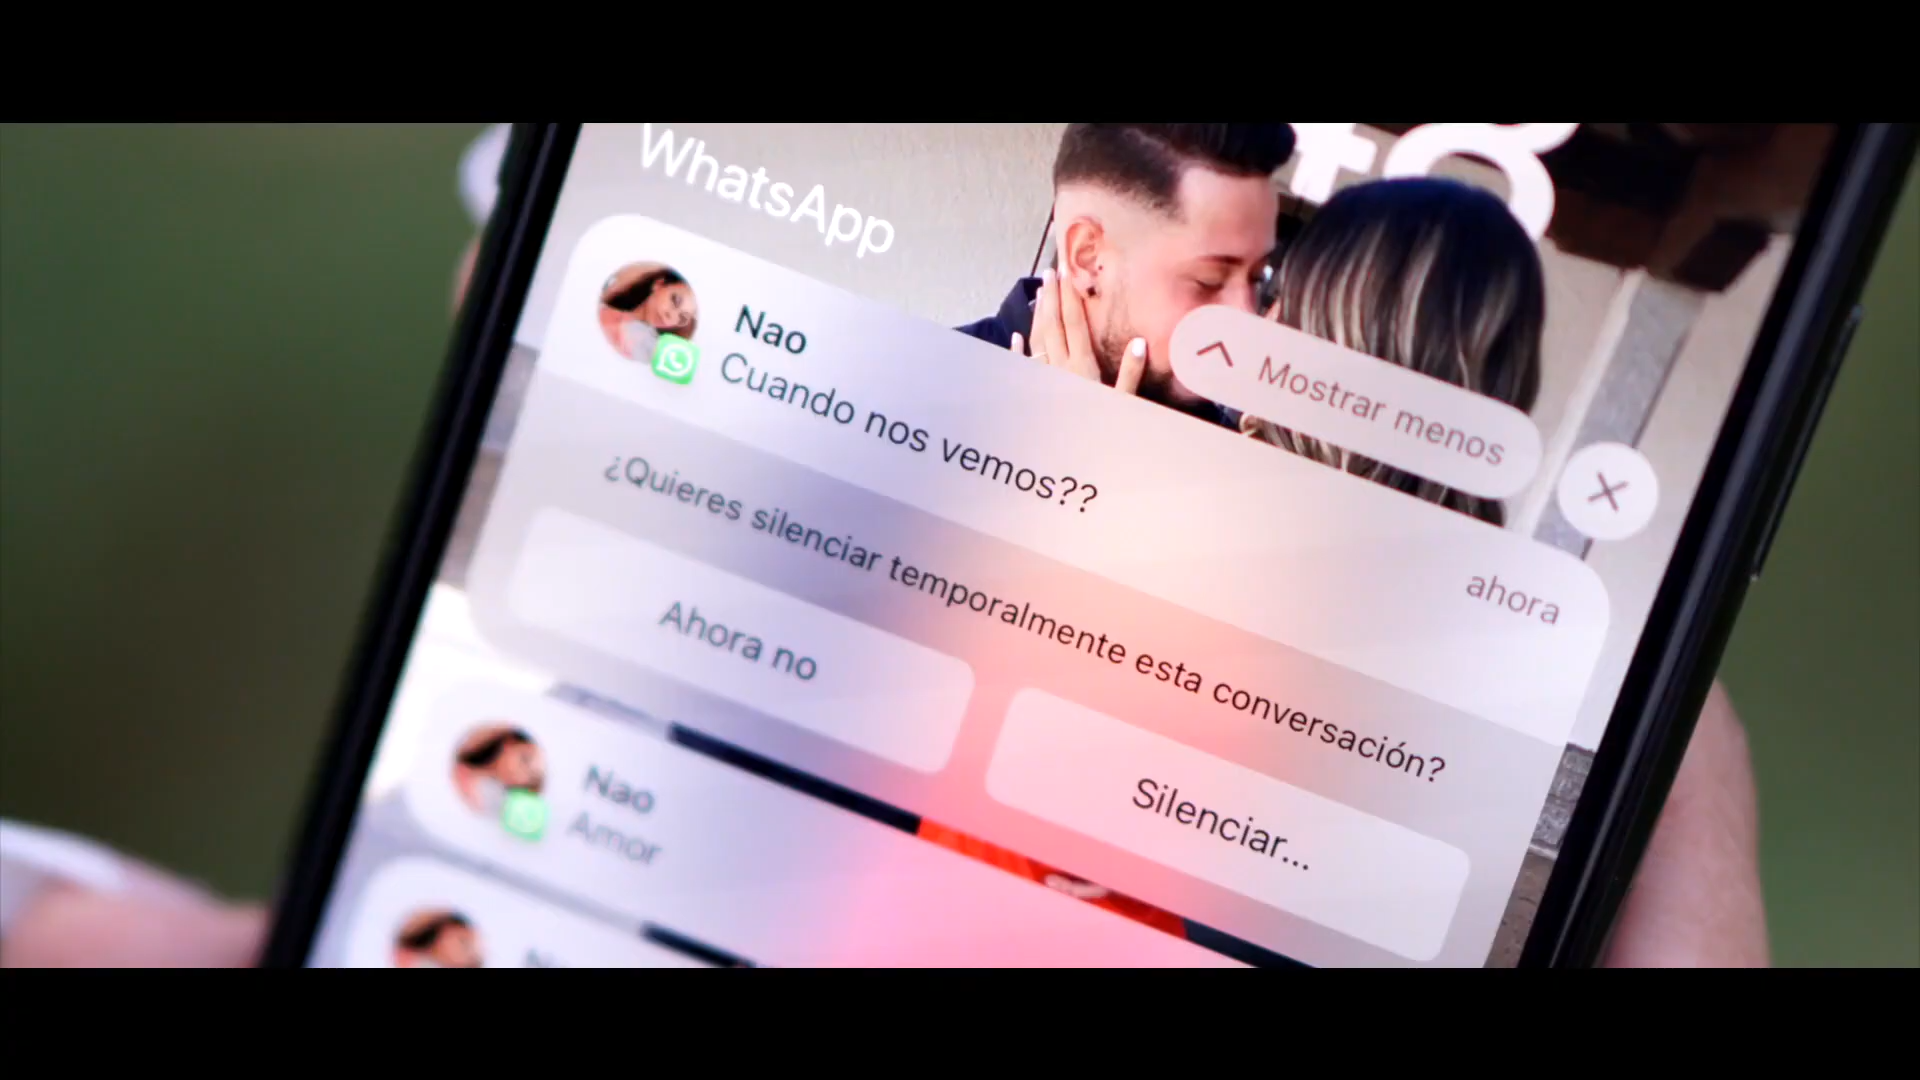 WhatsApp
Mostrar menos
Nao
ahora
Cuando nos vemos??
¿Quieres silenciar temporalmente esta conversación?
Ahora no
Silenciar...
Nao
Amor